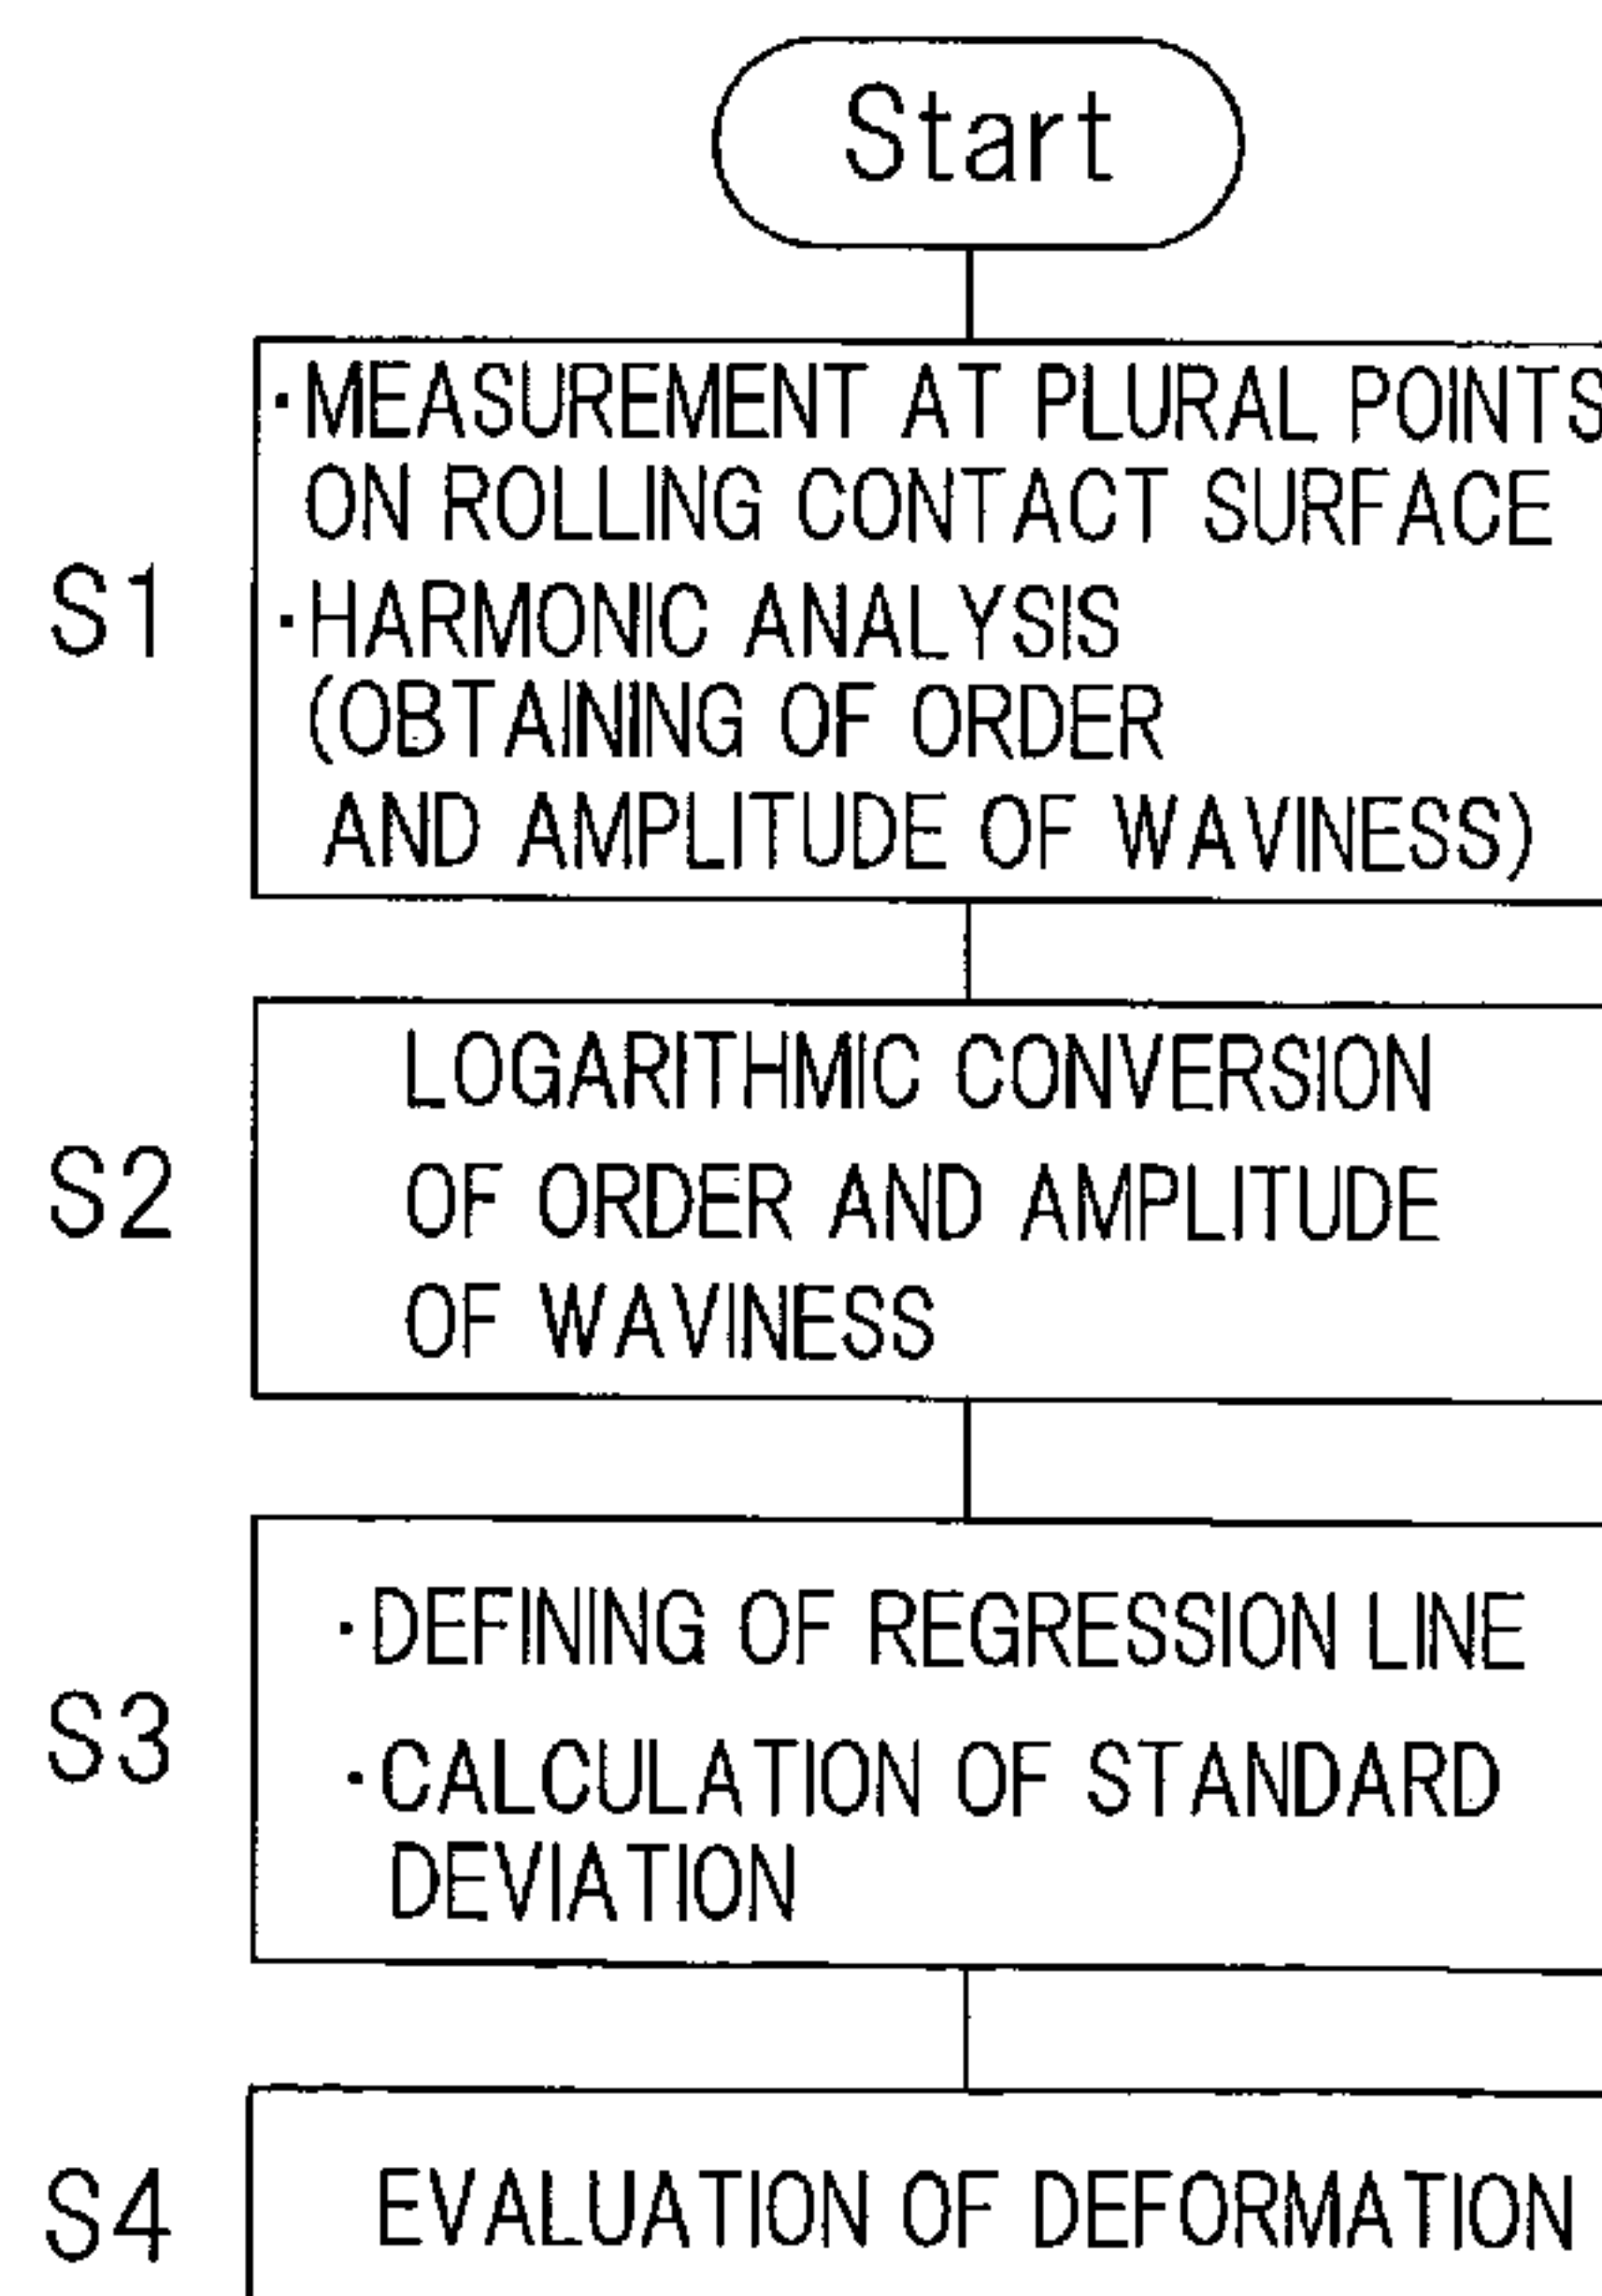 Start
S1
・MEASUREMENT AT PLURAL POINTS
ON ROLLING CONTACT SURFACE
・HARMONIC ANALYSIS
(OBTAINING OF ORDER
AND AMPLITUDE OF WAVINESS)
S2
LOGARITHMIC CONVERSION
OF ORDER AND AMPLITUDE
OF WAVINESS
S3
・DEFINING OF REGRESSION LINE
・CALCULATION OF STANDARD
DEVIATION
S4
EVALUATION OF DEFORMATION